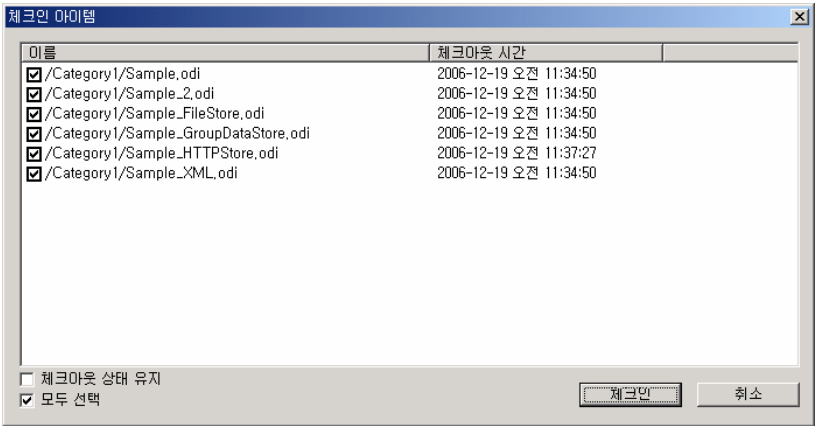 체크인 아이템
이름 체크아웃 시간
/Category1/Sample.odi 2006-12-19 오전 11:34:50
/Category1/Sample_2.odi 2006-12-19 오전 11:34:50
/Category1/Sample_FileStore.odi 2006-12-19 오전 11:34:50
/Category1/Sample_GroupDataStore.odi 2006-12-19 오전 11:34:50
/Category1/Sample_HTTPStore.odi 2006-12-19 오전 11:37:27
/Category1/Sample_XML.odi 2006-12-19 오전 11:34:50
체크아웃 상태 유지
모두 선택
체크인 취소